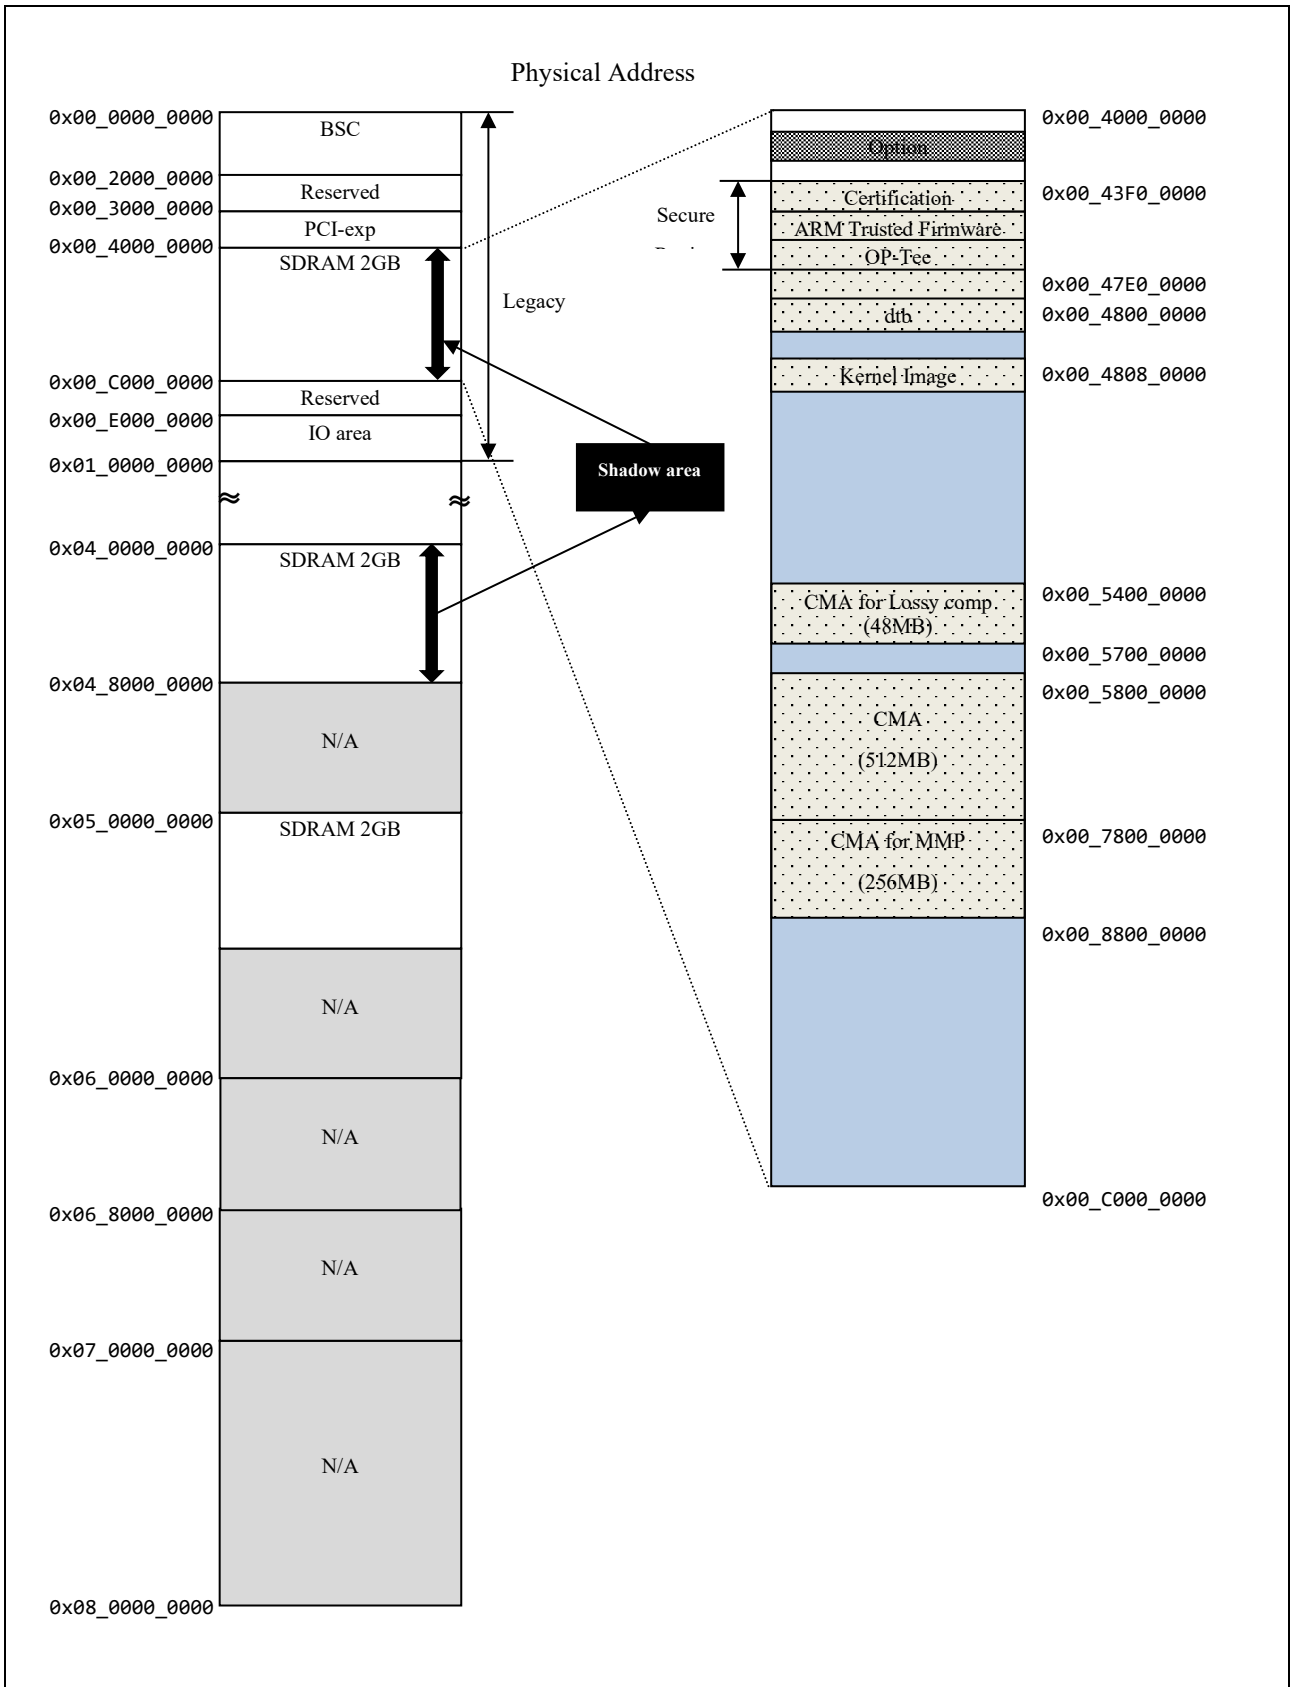 Physical Address
0x00_0000_0000
BSC
0x00_2000_0000
Reserved
0x00_3000_0000
PCI-exp
0x00_4000_0000
SDRAM 2GB
Legacy
0x00_C000_0000
Reserved
0x00_E000_0000
IO area
0x01_0000_0000
≈ ≈
0x04_0000_0000
SDRAM 2GB
0x04_8000_0000
N/A
0x05_0000_0000
SDRAM 2GB
N/A
0x06_0000_0000
N/A
0x06_8000_0000
N/A
0x07_0000_0000
N/A
0x08_0000_0000
Shadow area
Secure
0x00_4000_0000
Option
Certification
0x00_43F0_0000
ARM Trusted Firmware
OP-Tee
0x00_47E0_0000
dtb
0x00_4800_0000
Kernel Image
0x00_4808_0000
CMA for Lossy comp
(48MB)
0x00_5400_0000
0x00_5700_0000
0x00_5800_0000
CMA
(512MB)
CMA for MMP
0x00_7800_0000
(256MB)
0x00_8800_0000
0x00_C000_0000